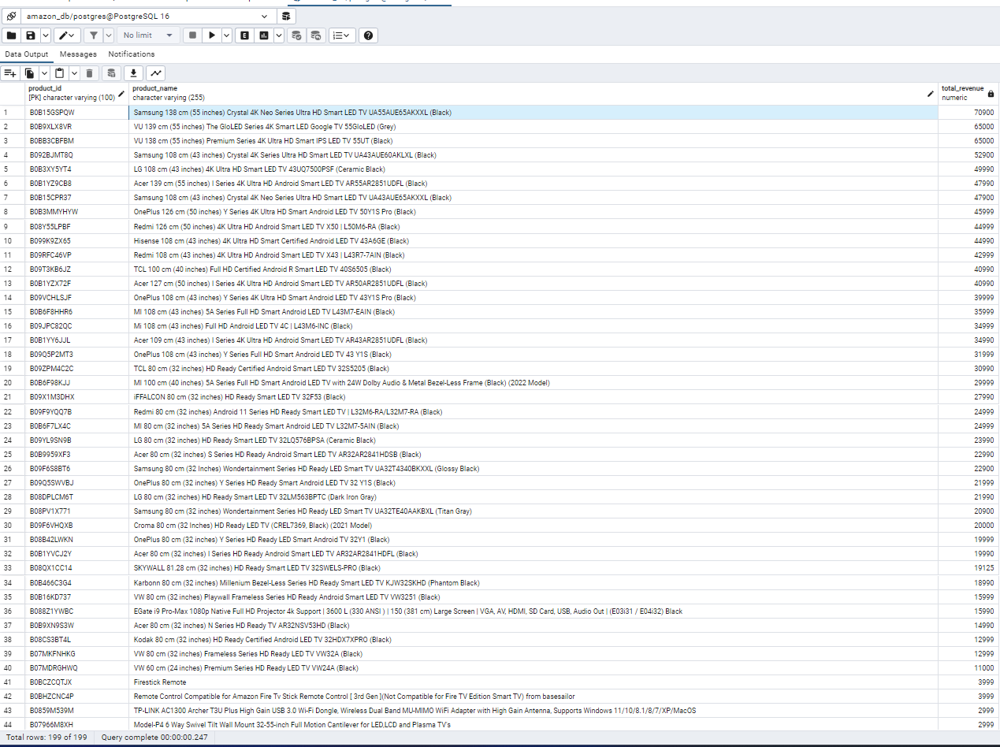 amazon_db/postgres@PostgreSQL 16
No limit
E
Data Output Messages Notifications
product_id product_name total_revenue
[PK] character varying (100) character varying (255) numeric
1 B0B15GSPQW Samsung 138 cm (55 inches) Crystal 4K Neo Series Ultra HD Smart LED TV UA55AUE65AKXXL (Black) 70900
2 B0B9XLX8VR VU 139 cm (55 inches) The GloLED Series 4K Smart LED Google TV 55GloLED (Grey) 65000
3 B0BB3CBFBM VU 138 cm (55 inches) Premium Series 4K Ultra HD Smart IPS LED TV 55UT (Black) 65000
4 B092BJMT8Q Samsung 108 cm (43 inches) Crystal 4K Series Ultra HD Smart LED TV UA43AUE60AKLXL (Black) 52900
5 B0B3XY5YT4 LG 108 cm (43 inches) 4K Ultra HD Smart LED TV 43UQ7500PSF (Ceramic Black) 49990
6 B0B1YZ9CB8 Acer 139 cm (55 inches) I Series 4K Ultra HD Android Smart LED TV AR55AR2851UDFL (Black) 47990
7 B0B15CPR37 Samsung 108 cm (43 inches) Crystal 4K Neo Series Ultra HD Smart LED TV UA43AUE65AKXXL (Black) 47900
8 B0B3MMYHYW OnePlus 126 cm (50 inches) Y Series 4K Ultra HD Smart Android LED TV 50Y1S Pro (Black) 45999
9 B08Y55LPBF Redmi 126 cm (50 inches) 4K Ultra HD Android Smart LED TV X50 | L50M6-RA (Black) 44999
10 B099K9ZX65 Hisense 108 cm (43 inches) 4K Ultra HD Smart Certified Android LED TV 43A6GE (Black) 44990
11 B09RFC46VP Redmi 108 cm (43 inches) 4K Ultra HD Android Smart LED TV X43 | L43R7-7AIN (Black) 42999
12 B09T3KB6JZ TCL 100 cm (40 inches) Full HD Certified Android R Smart LED TV 40S6505 (Black) 40990
13 B0B1YZX72F Acer 127 cm (50 inches) I Series 4K Ultra HD Android Smart LED TV AR50AR2851UDFL (Black) 40990
14 B09VCHLSJF OnePlus 108 cm (43 inches) Y Series 4K Ultra HD Smart Android LED TV 43Y1S Pro (Black) 39999
15 B0B6F8HHR6 MI 108 cm (43 inches) 5A Series Full HD Smart Android LED TV L43M7-EAIN (Black) 35999
16 B09JPC82QC Mi 108 cm (43 inches) Full HD Android LED TV 4C | L43M6-INC (Black) 34999
17 B0B1YY6JJL Acer 109 cm (43 inches) I Series 4K Ultra HD Android Smart LED TV AR43AR2851UDFL (Black) 34990
18 B09Q5P2MT3 OnePlus 108 cm (43 inches) Y Series Full HD Smart Android LED TV 43 Y1S (Black) 31999
19 B09ZPM4C2C TCL 80 cm (32 inches) HD Ready Certified Android Smart LED TV 32S5205 (Black) 30990
20 B0B6F98KJJ MI 100 cm (40 inches) 5A Series Full HD Smart Android LED TV with 24W Dolby Audio & Metal Bezel-Less Frame (Black) (2022 Model) 29999
21 B09X1M3DHX iFFALCON 80 cm (32 inches) HD Ready Smart LED TV 32F53 (Black) 27990
22 B09F9YQQ7B Redmi 80 cm (32 inches) Android 11 Series HD Ready Smart LED TV | L32M6-RA/L32M7-RA (Black) 24999
23 B0B6F7LX4C MI 80 cm (32 inches) 5A Series HD Ready Smart Android LED TV L32M7-5AIN (Black) 24999
24 B09YL9SN9B LG 80 cm (32 inches) HD Ready Smart LED TV 32LQ576BPSA (Ceramic Black) 23990
25 B0B9959XF3 Acer 80 cm (32 inches) S Series HD Ready Android Smart LED TV AR32AR2841HDSB (Black) 22990
26 B09F6S8BT6 Samsung 80 cm (32 Inches) Wondertainment Series HD Ready LED Smart TV UA32T4340BKXXL (Glossy Black) 22900
27 B09Q5SWVBJ OnePlus 80 cm (32 inches) Y Series HD Ready Smart Android LED TV 32 Y1S (Black) 21999
28 B08DPLCM6T LG 80 cm (32 inches) HD Ready Smart LED TV 32LM563BPTC (Dark Iron Gray) 21990
29 B08PV1X771 Samsung 80 cm (32 inches) Wondertainment Series HD Ready LED Smart TV UA32TE40AAKBXL (Titan Gray) 20900
30 B09F6VHQXB Croma 80 cm (32 Inches) HD Ready LED TV (CREL7369, Black) (2021 Model) 20000
31 B08B42LWKN OnePlus 80 cm (32 inches) Y Series HD Ready LED Smart Android TV 32Y1 (Black) 19999
32 B0B1YVCJ2Y Acer 80 cm (32 inches) I Series HD Ready Android Smart LED TV AR32AR2841HDFL (Black) 19990
33 B08QX1CC14 SKYWALL 81.28 cm (32 inches) HD Ready Smart LED TV 32SWELS-PRO (Black) 19125
34 B0B466C3G4 Karbonn 80 cm (32 inches) Millenium Bezel-Less Series HD Ready Smart LED TV KJW32SKHD (Phantom Black) 18990
35 B0B16KD737 VW 80 cm (32 inches) Playwall Frameless Series HD Ready Android Smart LED TV VW3251 (Black) 15999
36 B088Z1YWBC EGate i9 Pro-Max 1080p Native Full HD Projector 4k Support | 3600 L (330 ANSI ) | 150 (381 cm) Large Screen | VGA, AV, HDMI, SD Card, USB, Audio Out | (E03i31 / E04i32) Black 15990
37 B0B9XN9S3W Acer 80 cm (32 inches) N Series HD Ready TV AR32NSV53HD (Black) 14990
38 B08CS3BT4L Kodak 80 cm (32 inches) HD Ready Certified Android LED TV 32HDX7XPRO (Black) 12999
39 B07MKFNHKG VW 80 cm (32 inches) Frameless Series HD Ready LED TV VW32A (Black) 12999
40 B07MDRGHWQ VW 60 cm (24 inches) Premium Series HD Ready LED TV VW24A (Black) 11000
41 B0BCZCQTJX Firestick Remote 3999
42 B0BHZCNC4P Remote Control Compatible for Amazon Fire Tv Stick Remote Control [ 3rd Gen ](Not Compatible for Fire TV Edition Smart TV) from basesailor 3999
43 B0859M539M TP-LINK AC1300 Archer T3U Plus High Gain USB 3.0 Wi-Fi Dongle, Wireless Dual Band MU-MIMO WiFi Adapter with High Gain Antenna, Supports Windows 11/10/8.1/8/7/XP/MacOS 2999
44 B07966M8XH Model-P4 6 Way Swivel Tilt Wall Mount 32-55-inch Full Motion Cantilever for LED,LCD and Plasma TV's 2999
Total rows: 199 of 199 Query complete 00:00:00.247